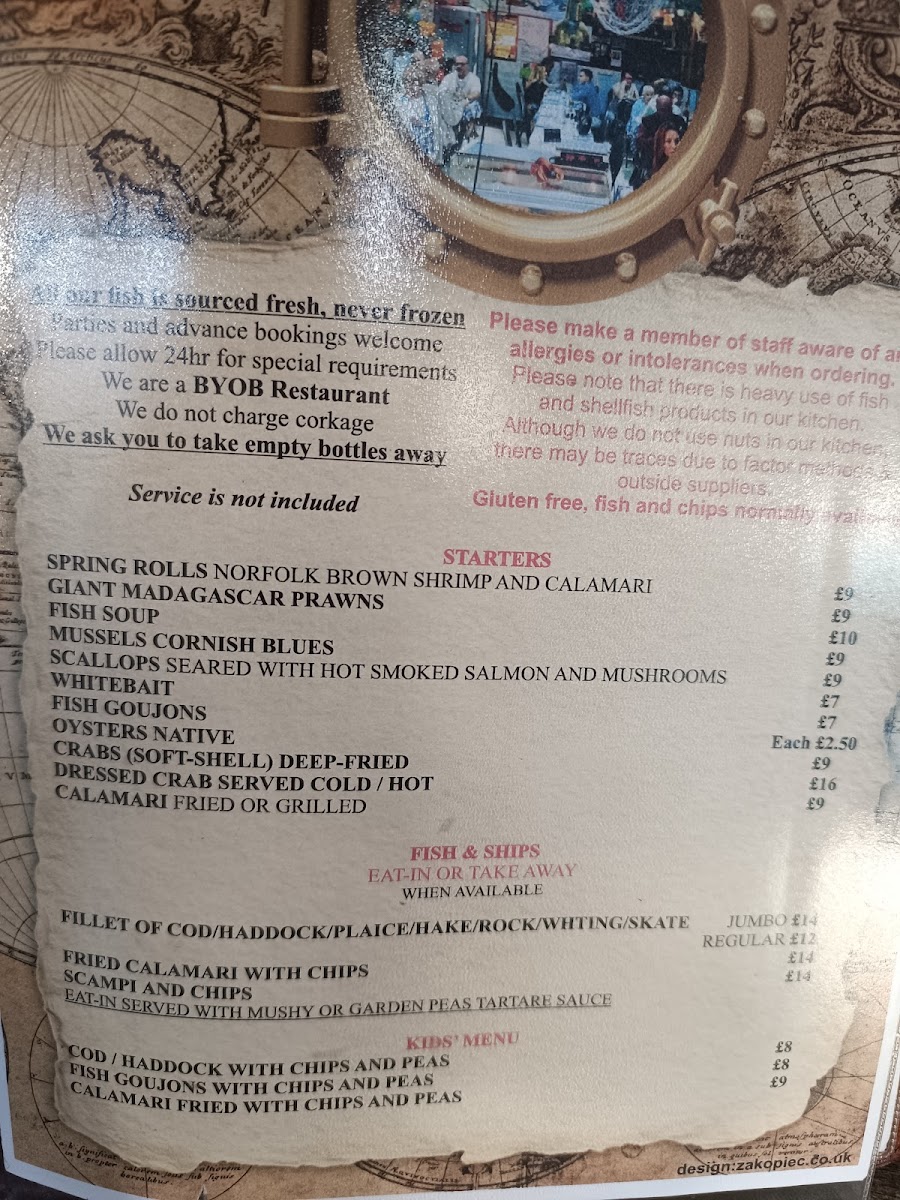 All our fish is sourced fresh, never frozen
Parties and advance bookings welcome
Please allow 24hr for special requirements
We are a BYOB Restaurant
We do not charge corkage
We ask you to take empty bottles away
Service is not included
Please make a member of staff aware of
allergies or intolerances when ordering.
Please note that there is heavy use of fish
and shellfish products in our kitchen.
Although we do not use nuts in our kitchen,
there may be traces due to factor methods
outside suppliers.
Gluten free, fish and chips normally
STARTERS
SPRING ROLLS NORFOLK BROWN SHRIMP AND CALAMARI £9
GIANT MADAGASCAR PRAWNS £9
FISH SOUP £10
MUSSELS CORNISH BLUES £9
SCALLOPS SEARED WITH HOT SMOKED SALMON AND MUSHROOMS £9
WHITEBAIT £7
FISH GOUJONS £7
OYSTERS NATIVE Each £2.50
CRABS (SOFT-SHELL) DEEP-FRIED £9
DRESSED CRAB SERVED COLD / HOT £16
CALAMARI FRIED OR GRILLED £9
FISH & SHIPS
EAT-IN OR TAKE AWAY
WHEN AVAILABLE
FILLET OF COD/HADDOCK/PLAICE/HAKE/ROCK/WHTING/SKATE JUMBO £14
REGULAR £12
FRIED CALAMARI WITH CHIPS £14
SCAMPI AND CHIPS £14
EAT-IN SERVED WITH MUSHY OR GARDEN PEAS TARTARE SAUCE
KIDS' MENU
COD / HADDOCK WITH CHIPS AND PEAS £8
FISH GOUJONS WITH CHIPS AND PEAS £8
CALAMARI FRIED WITH CHIPS AND PEAS £9
design:zakopiec.co.uk